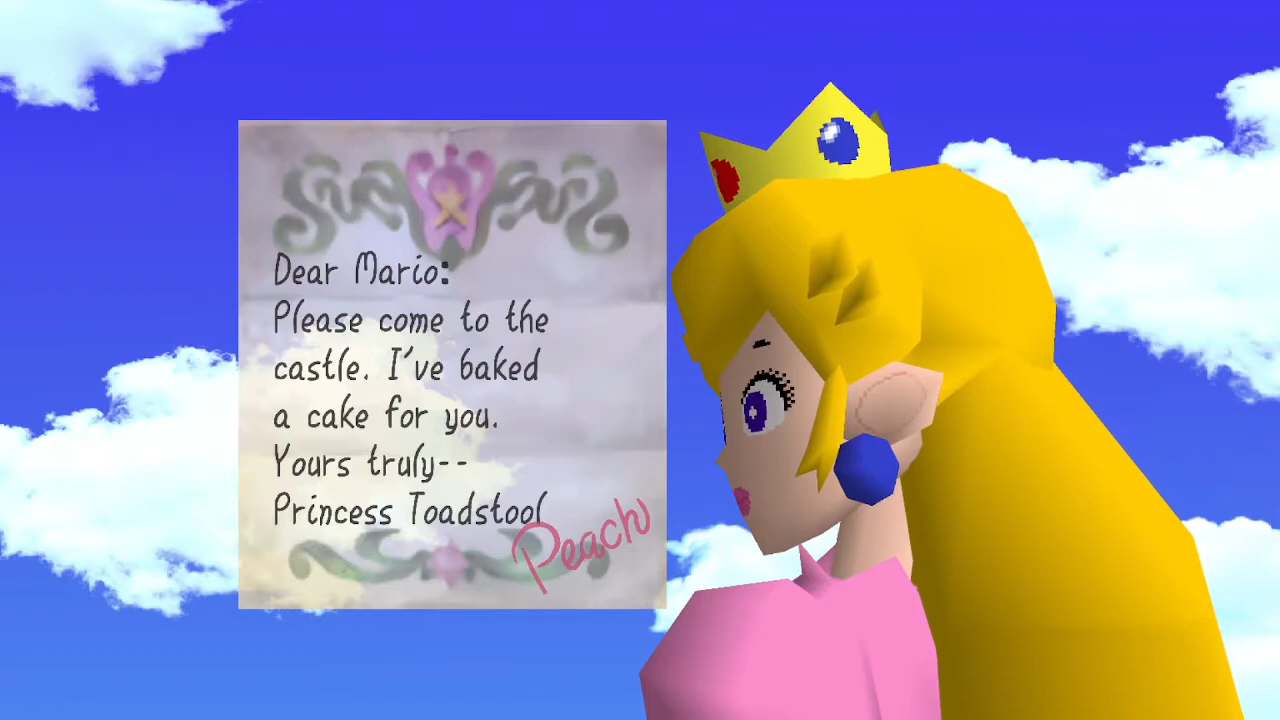 Dear Mario:
Please come to the
castle. I've baked
a cake for you.
Yours truly--
Princess Toadstool
Peach